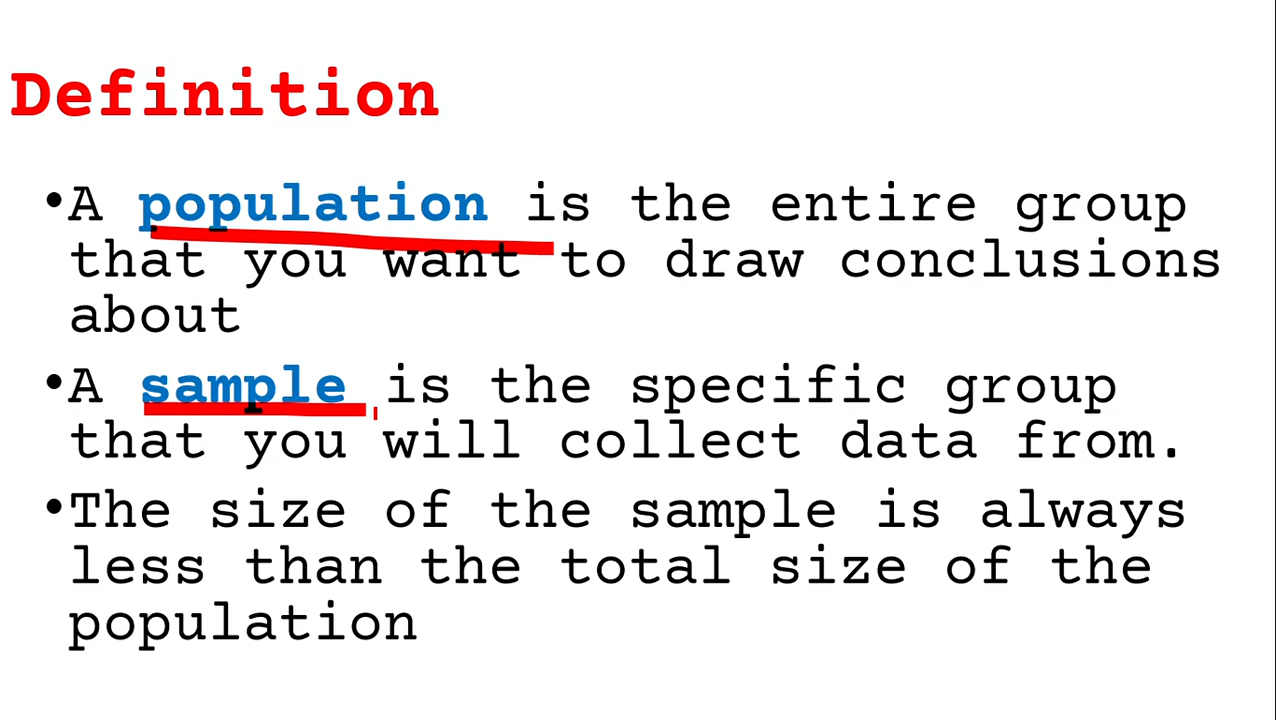 Definition
•A population is the entire group
that you want to draw conclusions
about
•A sample is the specific group
that you will collect data from.
•The size of the sample is always
less than the total size of the
population